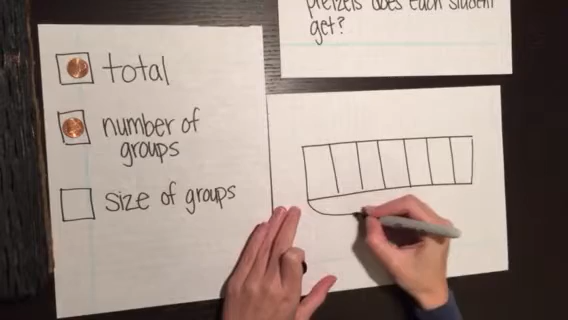 pretzels does each student
get?
total
number of
groups
size of groups